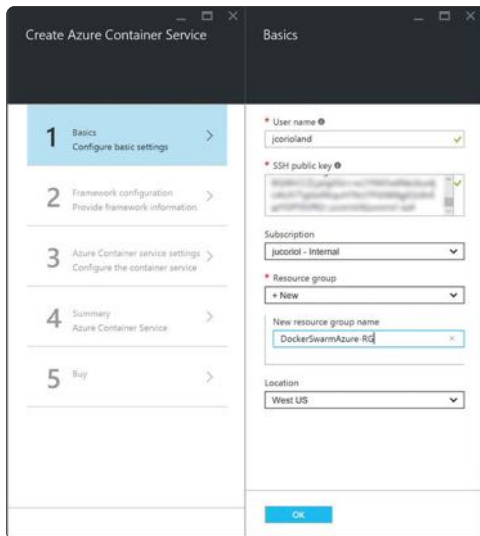 Create Azure Container Service
Basics
1
Basics
Configure basic settings
2
Framework configuration
Provide framework information
3
Azure Container service settings
Configure the container service
4
Summary
Azure Container Service
5
Buy
* User name
jcorioland
* SSH public key
Subscription
jucoriol - Internal
* Resource group
+ New
New resource group name
DockerSwarmAzure-RG
Location
West US
OK